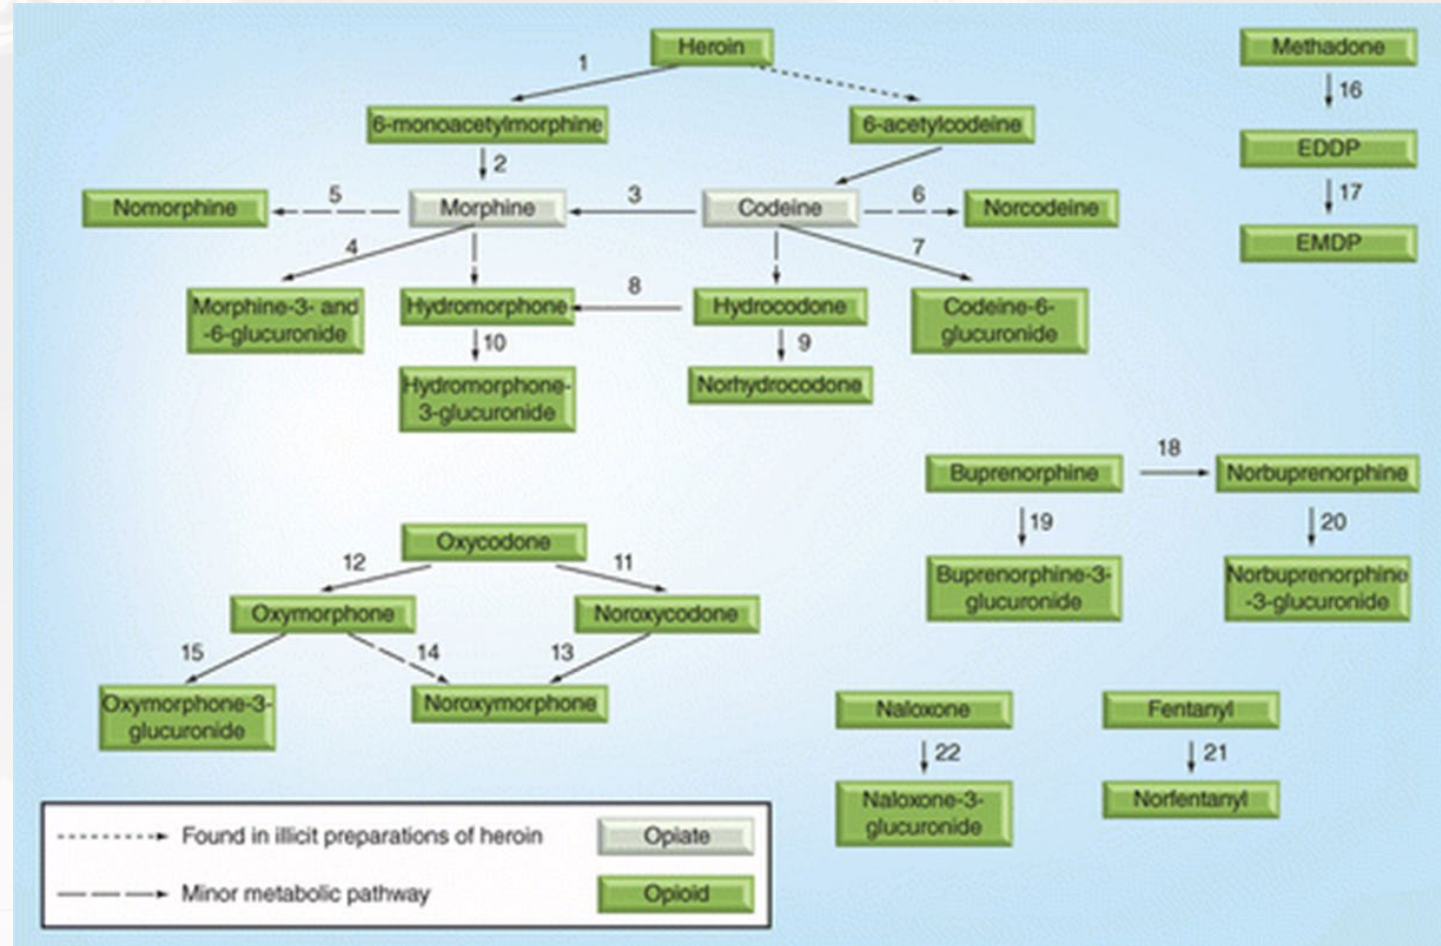 Heroin
Methadone
1
16
6-monoacetylmorphine
6-acetylcodeine
EDDP
2
17
Nomorphine
5
Morphine
3
Codeine
6
Norcodeine
EMDP
4
7
Morphine-3- and
-6-glucuronide
Hydromorphone
8
Hydrocodone
Codeine-6-
glucuronide
10
9
Hydromorphone-
3-glucuronide
Norhydrocodone
Buprenorphine
18
Norbuprenorphine
19
20
Buprenorphine-3-
glucuronide
Norbuprenorphine
-3-glucuronide
Oxycodone
12
11
Oxymorphone
Noroxycodone
15
14
13
Oxymorphone-3-
glucuronide
Noroxymorphone
Naloxone
Fentanyl
22
21
Naloxone-3-
glucuronide
Norfentanyl
Found in illicit preparations of heroin
Opiate
Minor metabolic pathway
Opioid